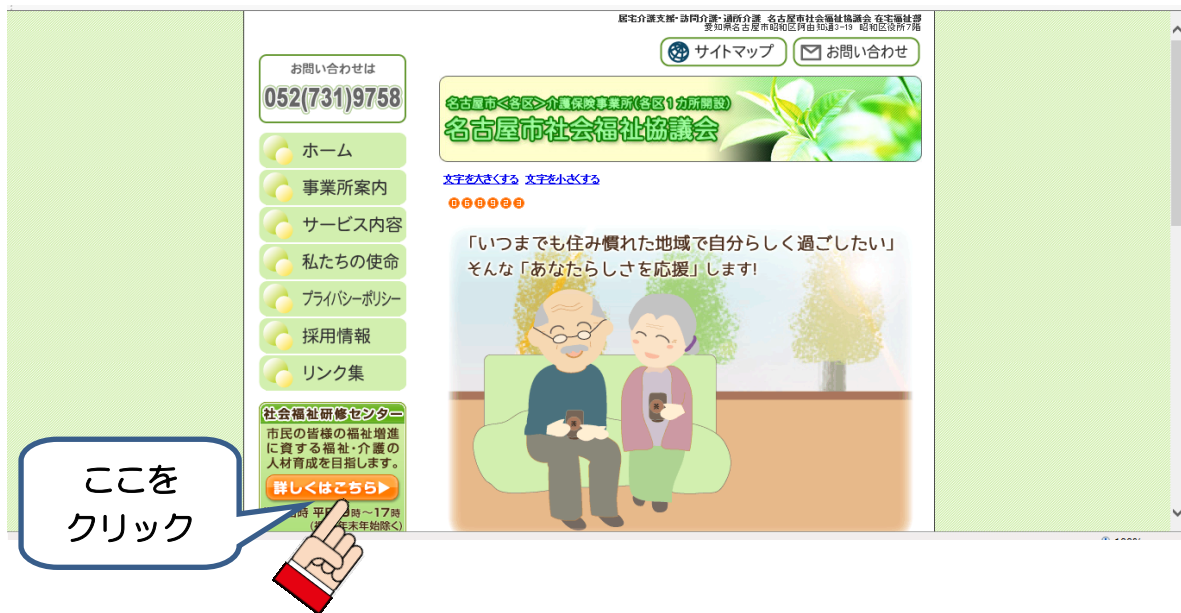 居宅介護支援・訪問介護・通所介護 名古屋市社会福祉協議会 在宅福祉部
愛知県名古屋市昭和区阿由知通3-19 昭和区役所7階
サイトマップ
お問い合わせ
お問い合わせは
052(731)9758
ホーム
事業所案内
サービス内容
私たちの使命
プライバシーポリシー
採用情報
リンク集
社会福祉研修センター
市民の皆様の福祉増進
に資する福祉・介護の
人材育成を目指します。
詳しくはこちら▶
時 平 時～17時
年末年始除く)
名古屋市<各区>介護保険事業所(各区1カ所開設)
名古屋市社会福祉協議会
文字を大きくする 文字を小さくする
068923
「いつまでも住み慣れた地域で自分らしく過ごしたい」
そんな「あなたらしさを応援」します!
ここを
クリック